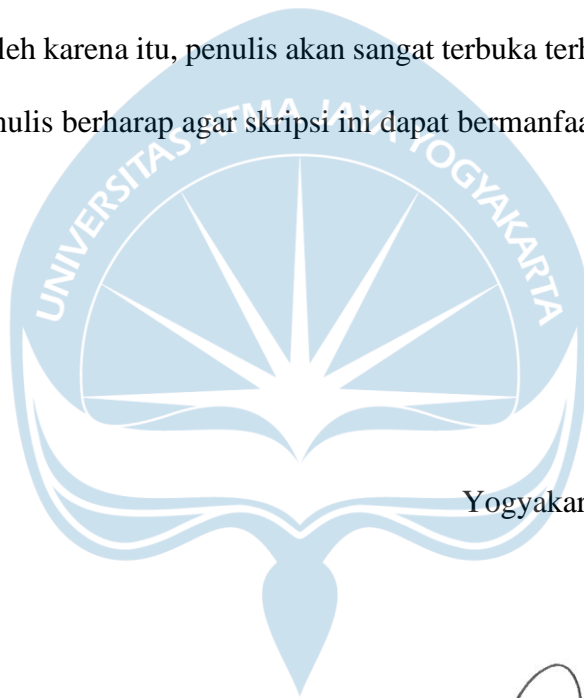 leh karena itu, penulis akan sangat terbuka terh
nulis berharap agar skripsi ini dapat bermanfaa
UNIVERSITAS ATMA JAYA YOGYAKARTA
Yogyakar